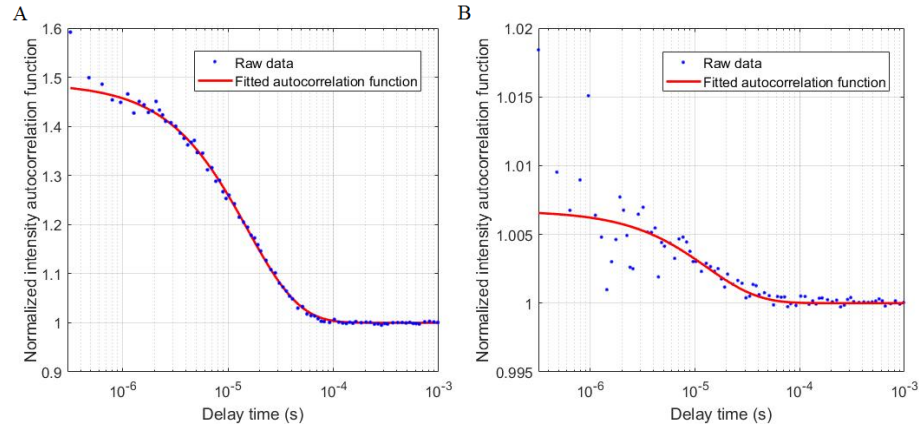 A
Normalized intensity autocorrelation function
1.6
1.5
1.4
1.3
1.2
1.1
1
0.9
Raw data
Fitted autocorrelation function
10-6
10-5
10-4
10-3
Delay time (s)
B
Normalized intensity autocorrelation function
1.02
1.015
1.01
1.005
1
0.995
Raw data
Fitted autocorrelation function
10-6
10-5
10-4
10-3
Delay time (s)